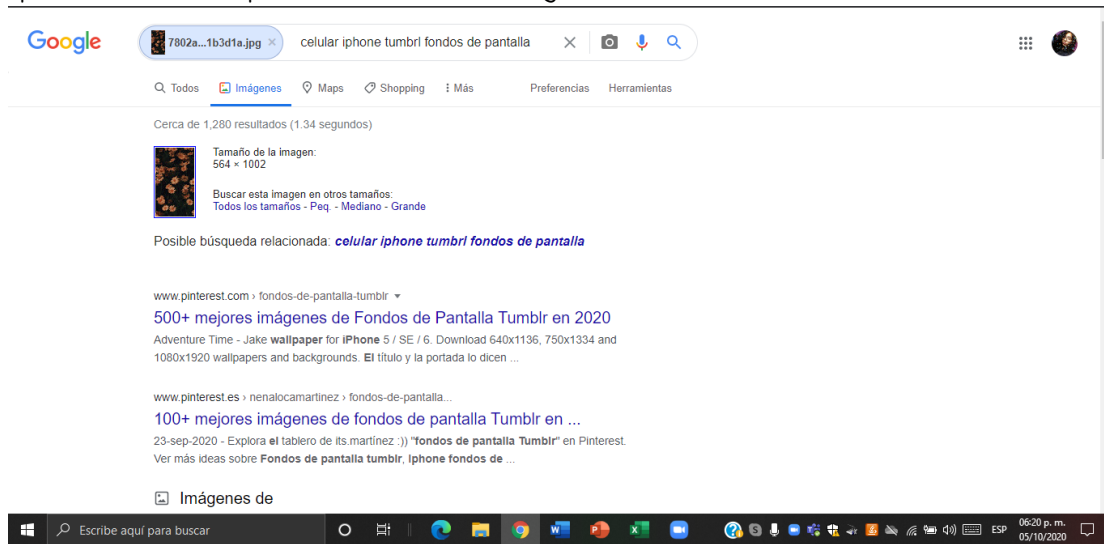 Google
7802a...1b3d1a.jpg × celular iphone tumbrl fondos de pantalla
Todos Imágenes Maps Shopping Más Preferencias Herramientas
Cerca de 1,280 resultados (1.34 segundos)
Tamaño de la imagen:
564 × 1002
Buscar esta imagen en otros tamaños:
Todos los tamaños - Peq. - Mediano - Grande
Posible búsqueda relacionada: celular iphone tumbrl fondos de pantalla
www.pinterest.com › fondos-de-pantalla-tumblr
500+ mejores imágenes de Fondos de Pantalla Tumblr en 2020
Adventure Time - Jake wallpaper for iPhone 5 / SE / 6. Download 640x1136, 750x1334 and
1080x1920 wallpapers and backgrounds. El título y la portada lo dicen ...
www.pinterest.es › nenalocamartinez › fondos-de-pantalla...
100+ mejores imágenes de fondos de pantalla Tumblr en ...
23-sep-2020 - Explora el tablero de its.martínez :)) "fondos de pantalla Tumblr" en Pinterest.
Ver más ideas sobre Fondos de pantalla tumblr, Iphone fondos de ...
Imágenes de
Escribe aquí para buscar
ESP
06:20 p. m.
05/10/2020